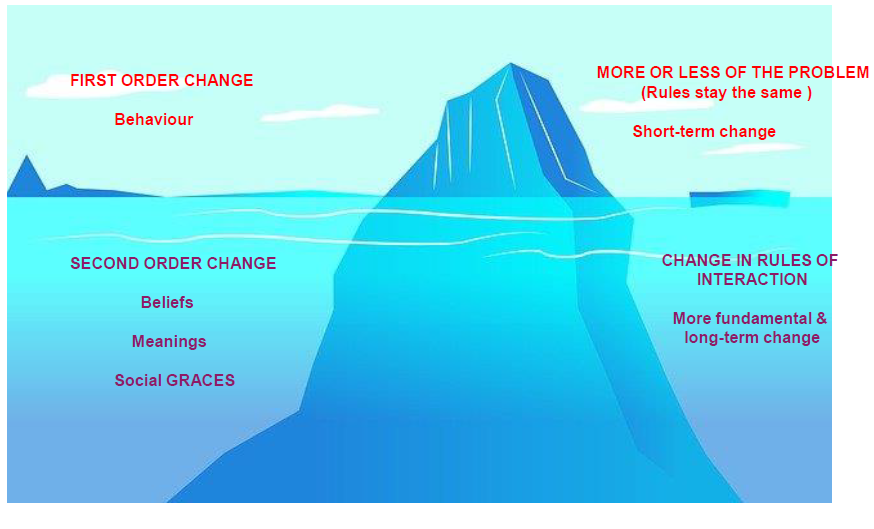 FIRST ORDER CHANGE
Behaviour
MORE OR LESS OF THE PROBLEM
(Rules stay the same )
Short-term change
SECOND ORDER CHANGE
Beliefs
Meanings
Social GRACES
CHANGE IN RULES OF
INTERACTION
More fundamental &
long-term change